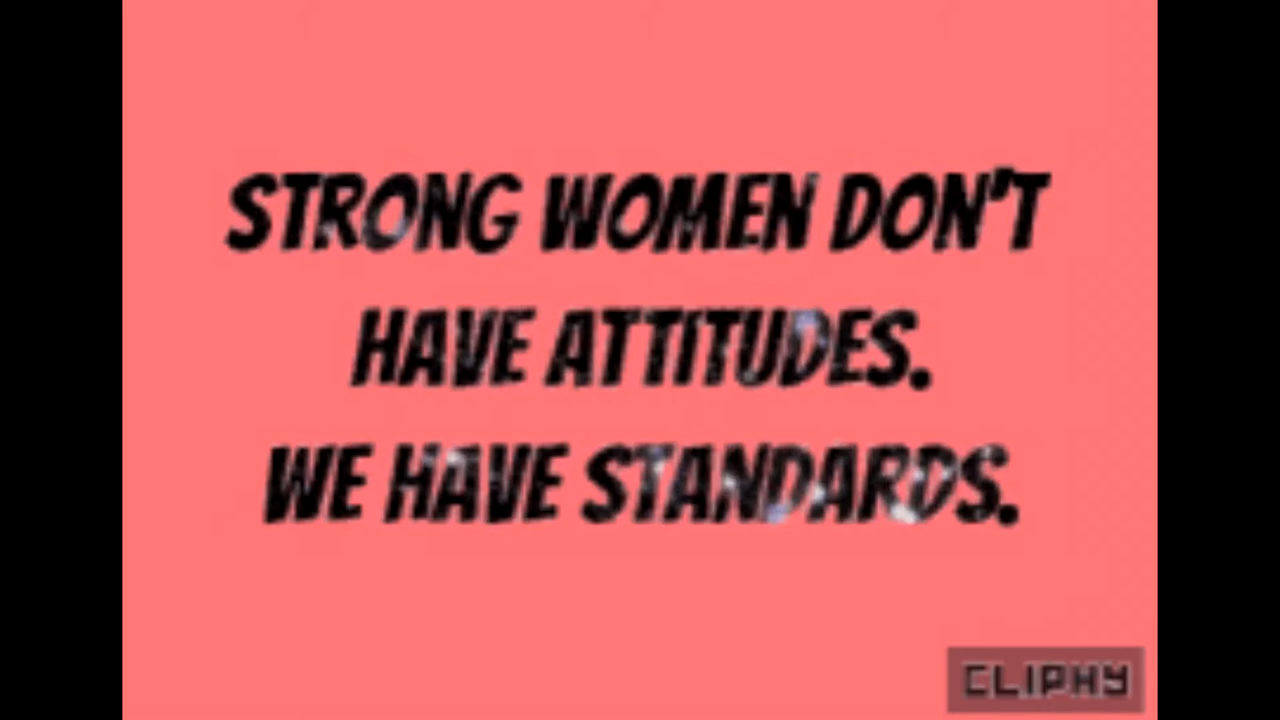 STRONG WOMEN DON'T
HAVE ATTITUDES.
WE HAVE STANDARDS.
CLIPHY